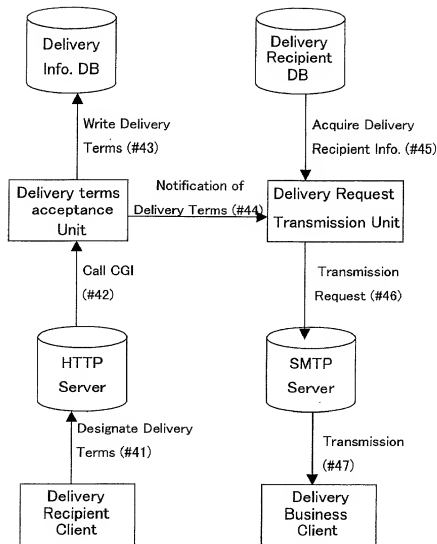 Delivery
Info. DB
Delivery
Recipient
DB
Write Delivery
Terms (#43)
Acquire Delivery
Recipient Info. (#45)
Delivery terms
acceptance
Unit
Notification of
Delivery Terms (#44)
Delivery Request
Transmission Unit
Call CGI
(#42)
Transmission
Request (#46)
HTTP
Server
SMTP
Server
Designate Delivery
Terms (#41)
Transmission
(#47)
Delivery
Recipient
Client
Delivery
Business
Client